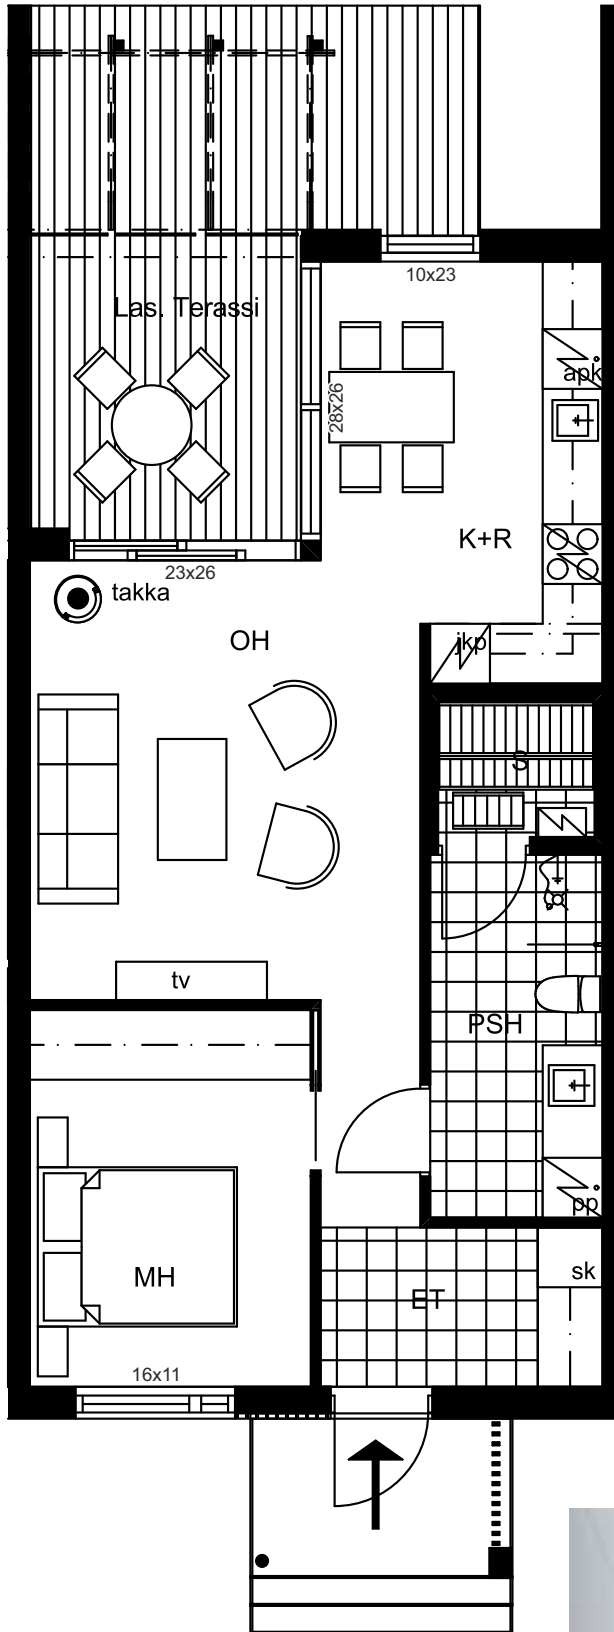 10x23
Las. Terassi
apk
28x26
K+R
23x26
takka
OH
jkp
S
tv
PSH
pp
MH
sk
ET
16x11